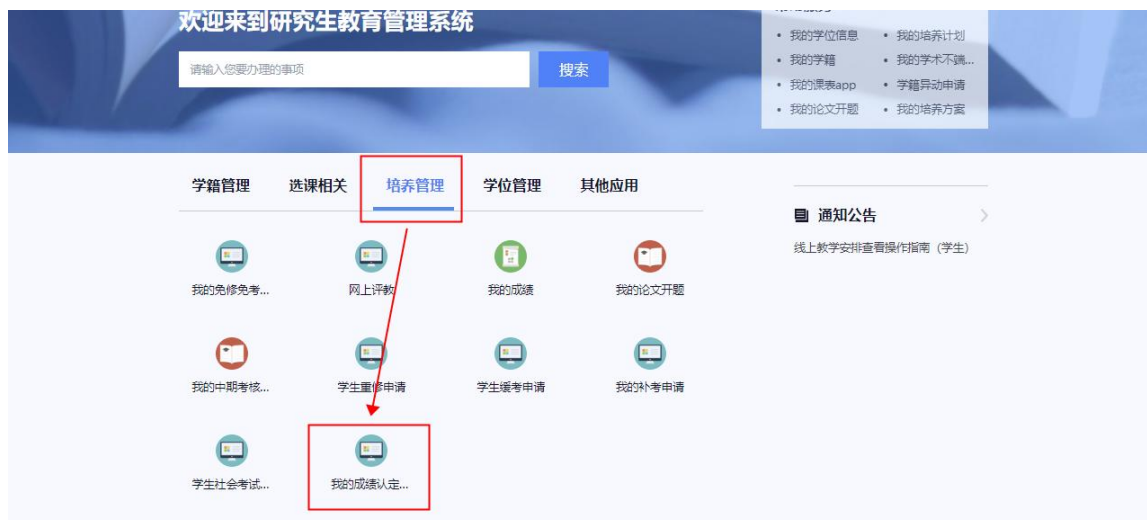 欢迎来到研究生教育管理系统
请输入您要办理的事项
搜索
• 我的学位信息
• 我的培养计划
• 我的学籍
• 我的学术不端...
• 我的课表app
• 学籍异动申请
• 我的论文开题
• 我的培养方案
学籍管理
选课相关
培养管理
学位管理
其他应用
通知公告
线上教学安排查看操作指南（学生）
我的免修免考...
网上评教
我的成绩
我的论文开题
我的中期考核...
学生重修申请
学生缓考申请
我的补考申请
学生社会考试...
我的成绩认定...